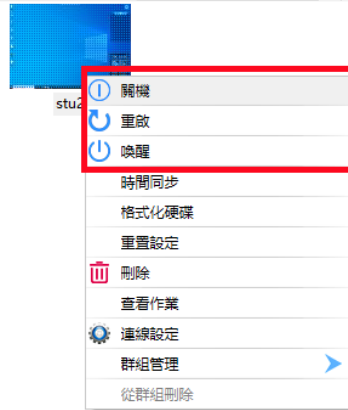 stu2
關機
重啟
喚醒
時間同步
格式化硬碟
重置設定
刪除
查看作業
連線設定
群組管理
從群組刪除